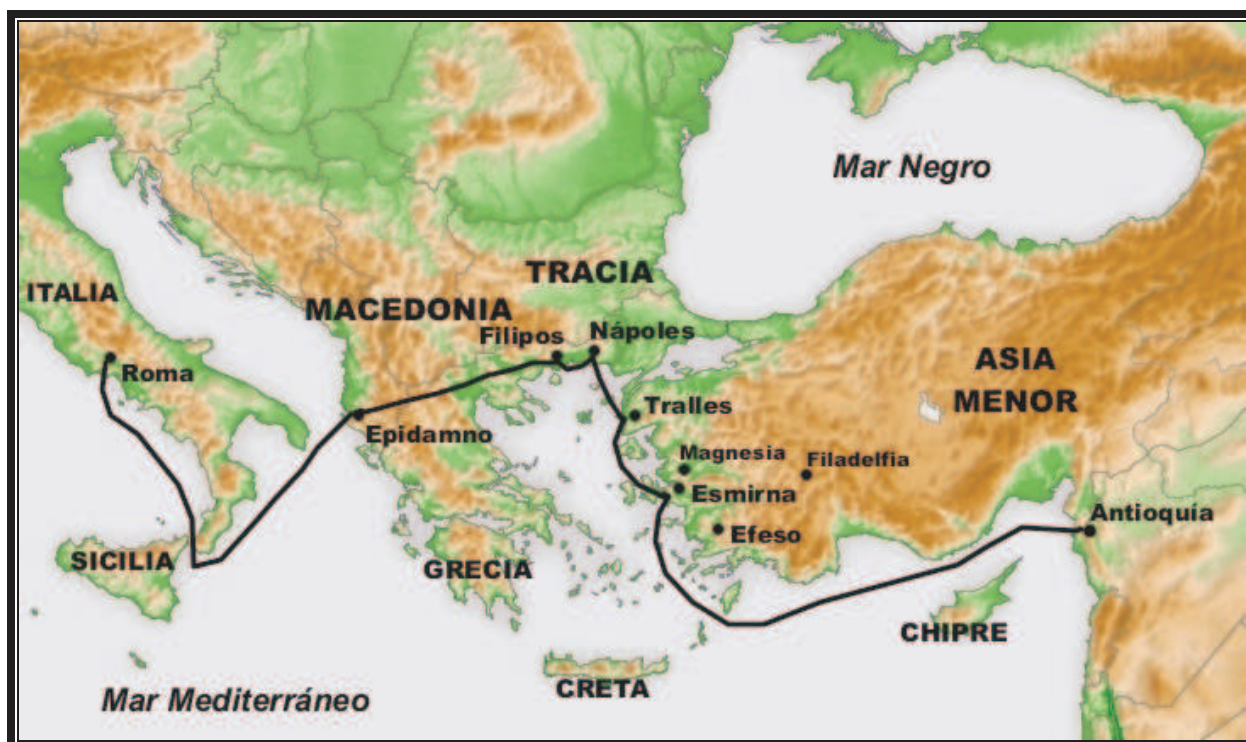 Mar Negro
TRACIA
ITALIA
MACEDONIA
Filipos
Nápoles
Roma
ASIA
MENOR
Tralles
Epidamno
Magnesia
Filadelfia
Esmirna
Antioquía
Efeso
SICILIA
GRECIA
CHIPRE
CRETA
Mar Mediterráneo